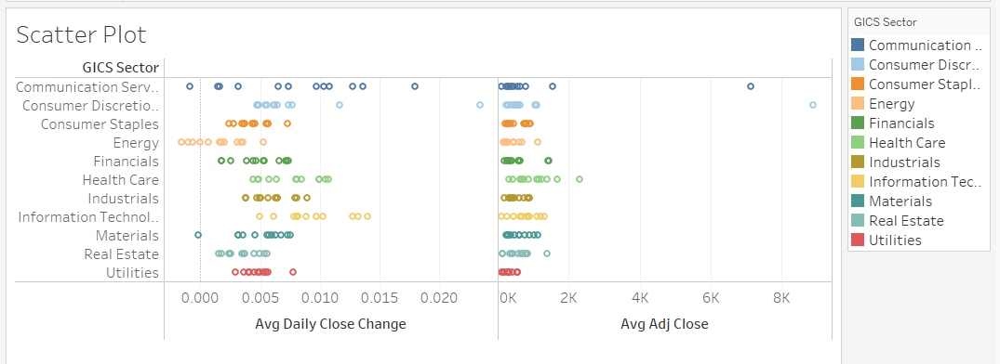 Scatter Plot
GICS Sector
Communication Serv..
Consumer Discretio..
Consumer Staples
Energy
Financials
Health Care
Industrials
Information Technol..
Materials
Real Estate
Utilities
0.000 0.005 0.010 0.015 0.020 0K 2K 4K 6K 8K
Avg Daily Close Change Avg Adj Close
GICS Sector
Communication ..
Consumer Discr..
Consumer Stapl..
Energy
Financials
Health Care
Industrials
Information Tec..
Materials
Real Estate
Utilities